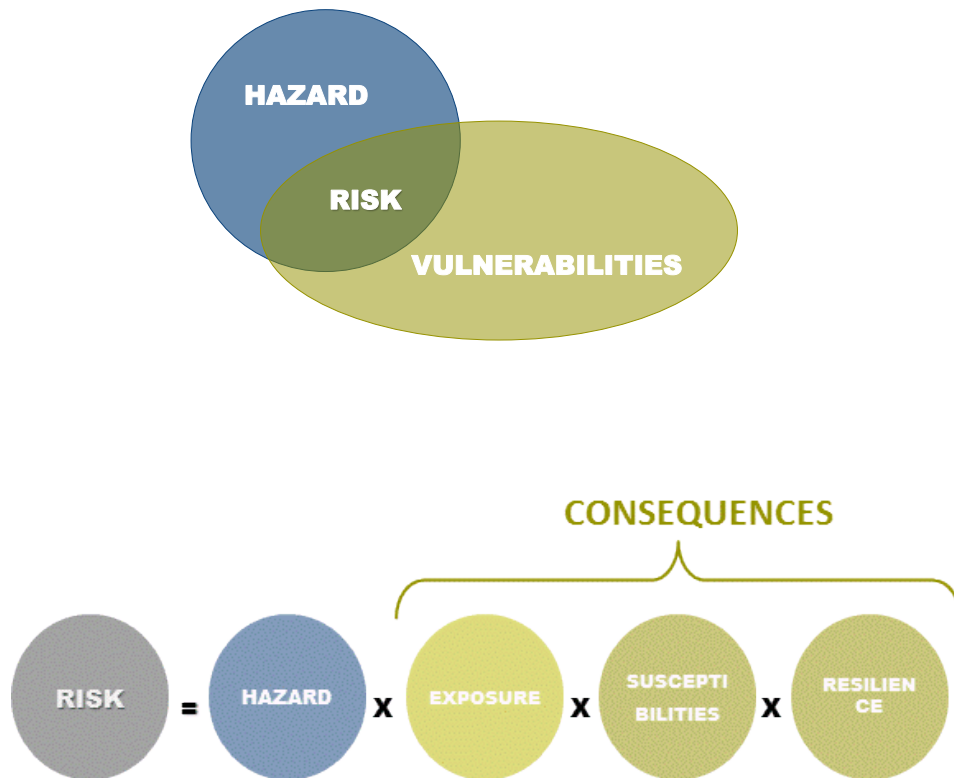 HAZARD
RISK
VULNERABILITIES
CONSEQUENCES
RISK = HAZARD X EXPOSURE X SUSCEPTI
BILITIES X RESILIEN
CE